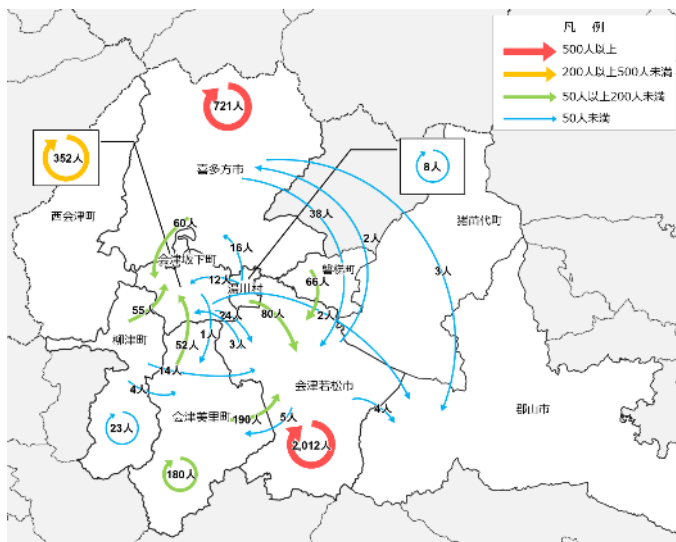 凡 例
500人以上
200人以上500人未満
50人以上200人未満
50人未満
721人
352人
8人
喜多方市
西会津町
猪苗代町
60人
38人
2人
会津坂下町
16人
磐梯町
3人
12人
湯川村
66人
55人
24人
80人
2人
柳津町
1人
52人
3人
14人
4人
会津若松市
会津美里町
190人
5人
4人
郡山市
23人
2,012人
180人